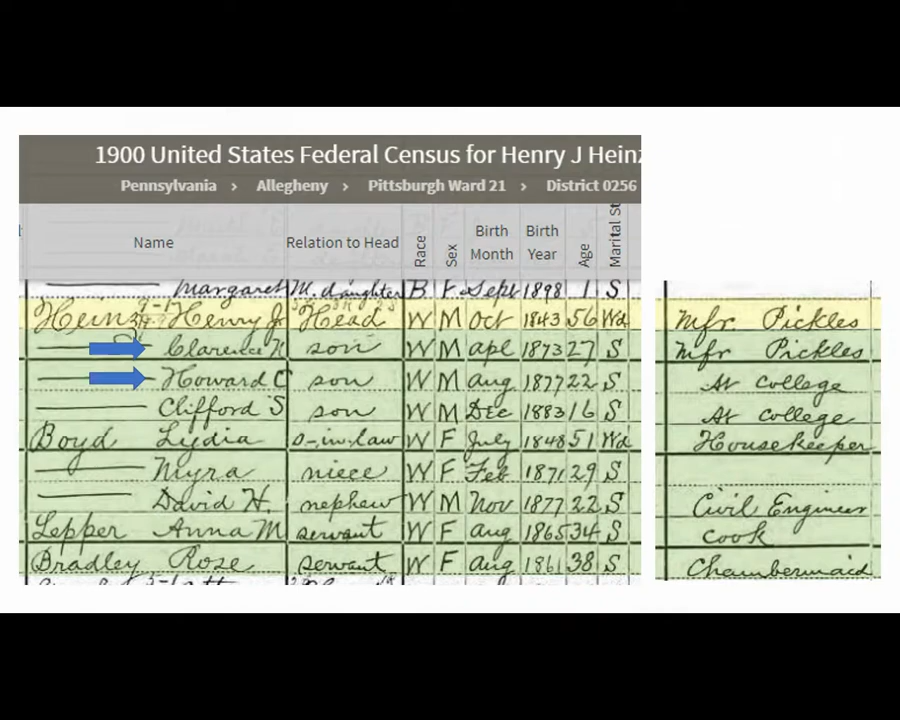 1900 United States Federal Census for Henry J Heinz
Pennsylvania > Allegheny > Pittsburgh Ward 21 > District 0256
Name Relation to Head Race Sex Birth Month Birth Year Age Marital St
Margaret M. daughter B F Sept 1898 1 S
Heinz Henry J. Head W M Oct 1843 56 Wd Mfr. Pickles
Clarence N son W M apl 1873 27 S Mfr Pickles
Howard C son W M aug 1877 22 S At College
Clifford S son W M Dec 1883 16 S At College
Boyd Lydia s-in-law W F July 1848 51 Wd Housekeeper
Myra niece W F Feb 1871 29 S
David H. nephew W M Nov 1877 22 S Civil Engineer
Lepper Anna M servant W F aug 1865 34 S Cook
Bradley Rose servant W F aug 1861 38 S Chambermaid